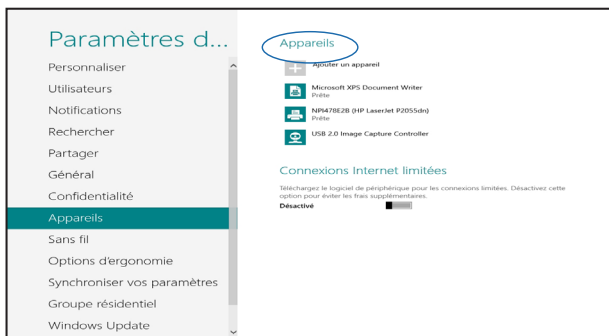 Paramètres d...
Personnaliser
Utilisateurs
Notifications
Rechercher
Partager
Général
Confidentialité
Appareils
Sans fil
Options d'ergonomie
Synchroniser vos paramètres
Groupe résidentiel
Windows Update
Appareils
Ajouter un appareil
Microsoft XPS Document Writer
Prête
NPI478E2B (HP LaserJet P2055dn)
Prête
USB 2.0 Image Capture Controller
Connexions Internet limitées
Téléchargez le logiciel de périphérique pour les connexions limitées. Désactivez cette
option pour éviter les frais supplémentaires.
Désactivé